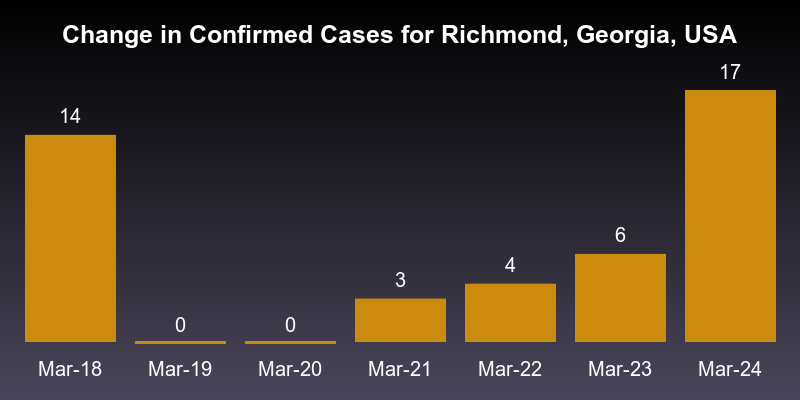 Change in Confirmed Cases for Richmond, Georgia, USA
14
0
0
3
4
6
17
Mar-18
Mar-19
Mar-20
Mar-21
Mar-22
Mar-23
Mar-24